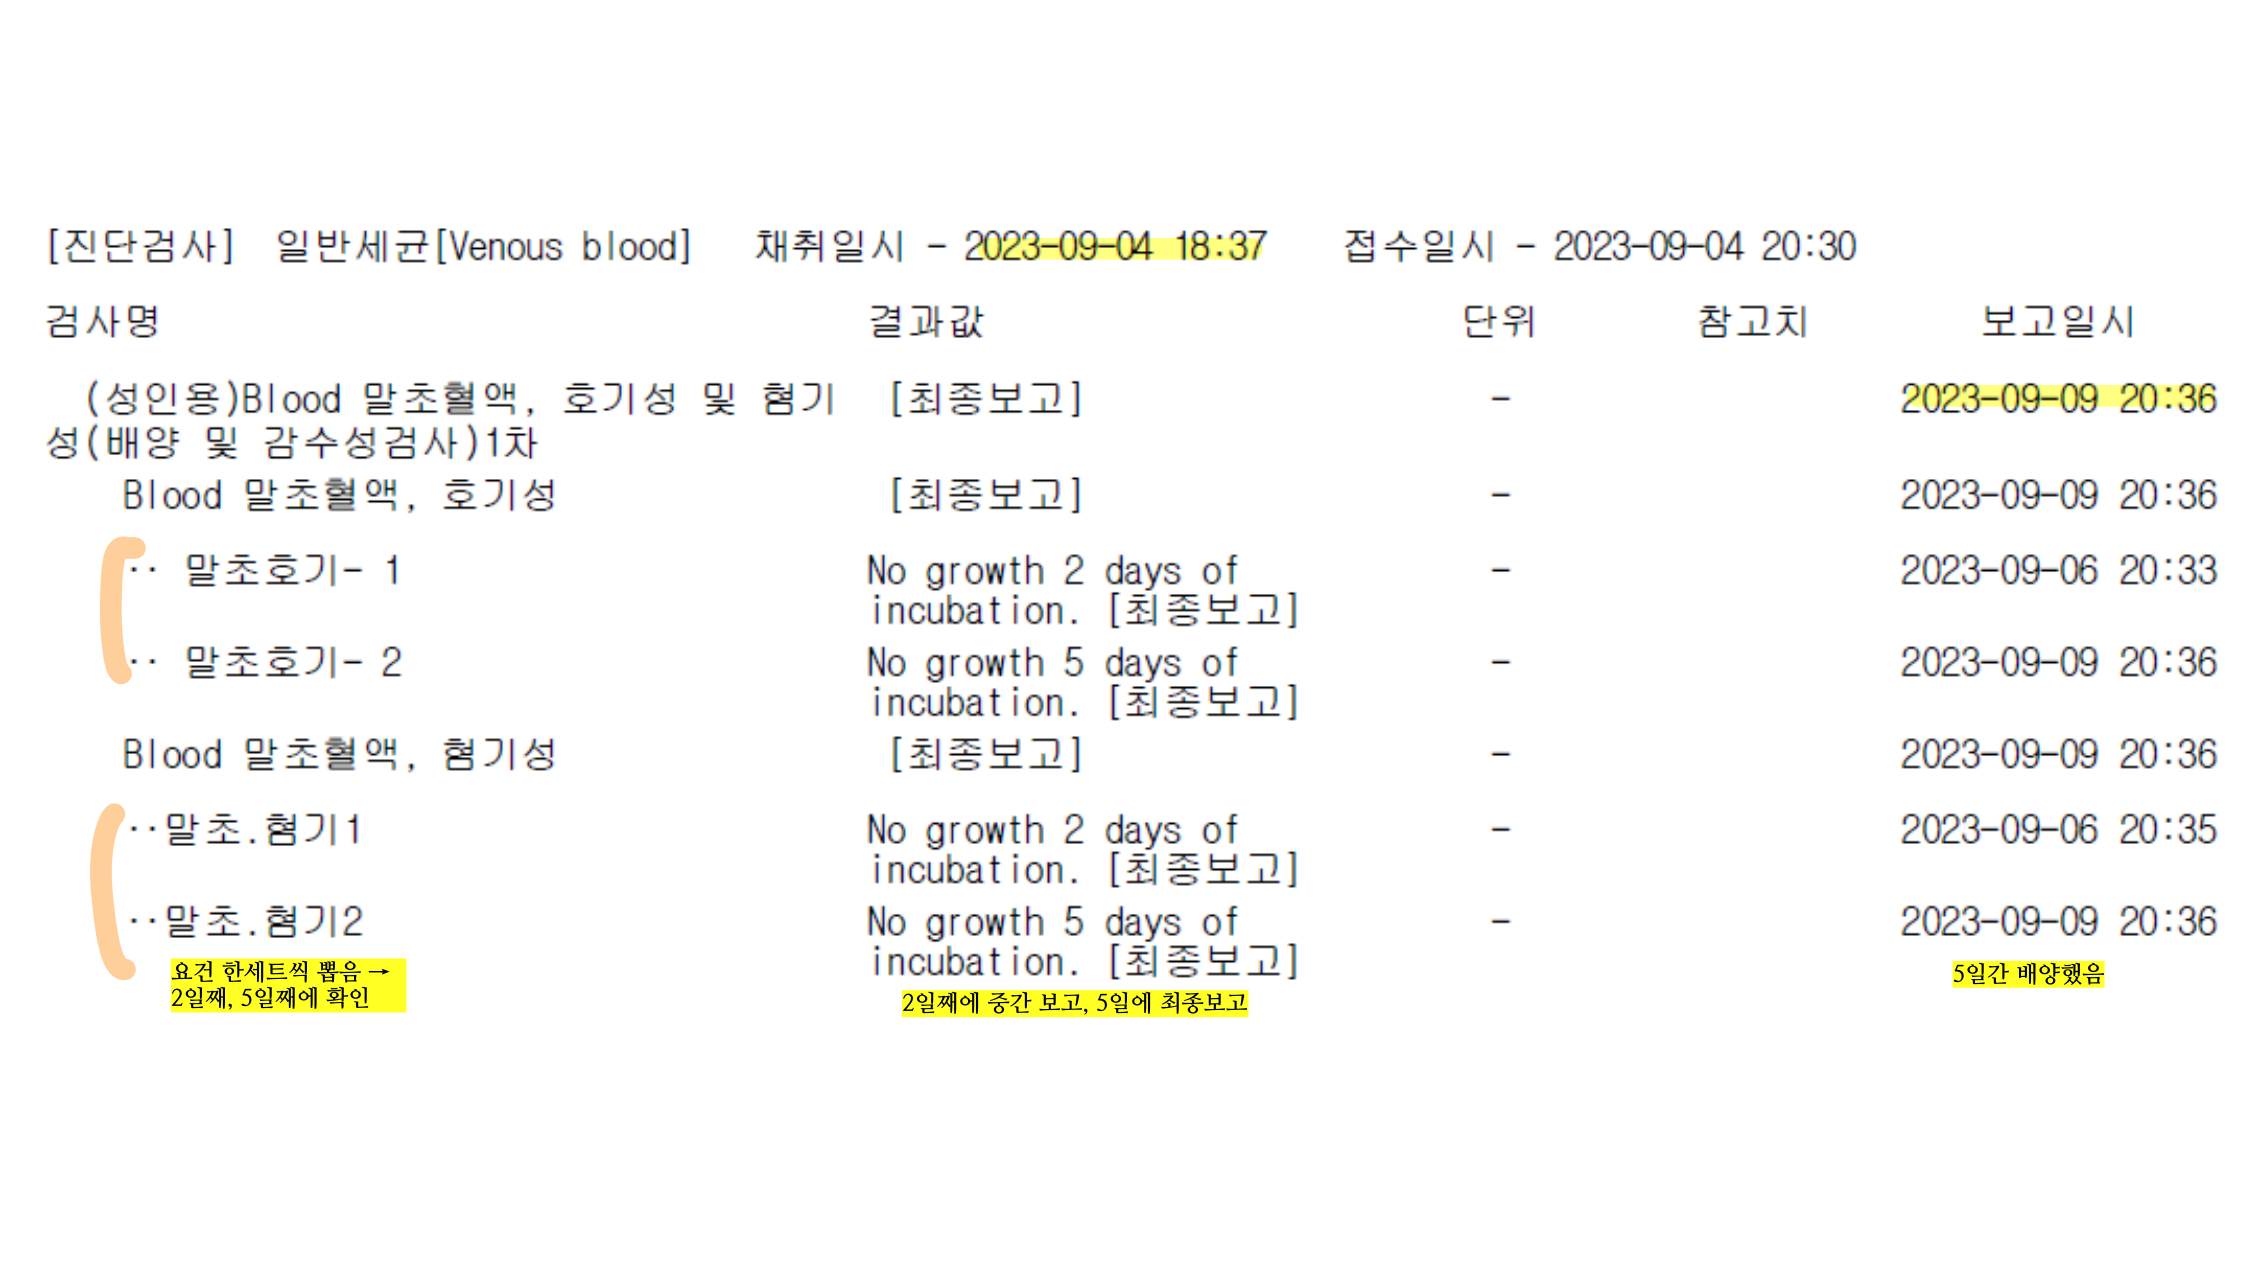 [진단검사] 일반세균[Venous blood] 채취일시 - 2023-09-04 18:37 접수일시 - 2023-09-04 20:30
검사명 결과값 단위 참고치 보고일시
(성인용)Blood 말초혈액, 호기성 및 혐기 [최종보고] - 2023-09-09 20:36
성(배양 및 감수성검사)1차
Blood 말초혈액, 호기성 [최종보고] - 2023-09-09 20:36
·· 말초호기- 1 No growth 2 days of - 2023-09-06 20:33
incubation. [최종보고]
·· 말초호기- 2 No growth 5 days of - 2023-09-09 20:36
incubation. [최종보고]
Blood 말초혈액, 혐기성 [최종보고] - 2023-09-09 20:36
··말초.혐기1 No growth 2 days of - 2023-09-06 20:35
incubation. [최종보고]
··말초.혐기2 No growth 5 days of - 2023-09-09 20:36
incubation. [최종보고]
요건 한세트씩 뽑음 →
2일째, 5일째에 확인
2일째에 중간 보고, 5일에 최종보고
5일간 배양했음